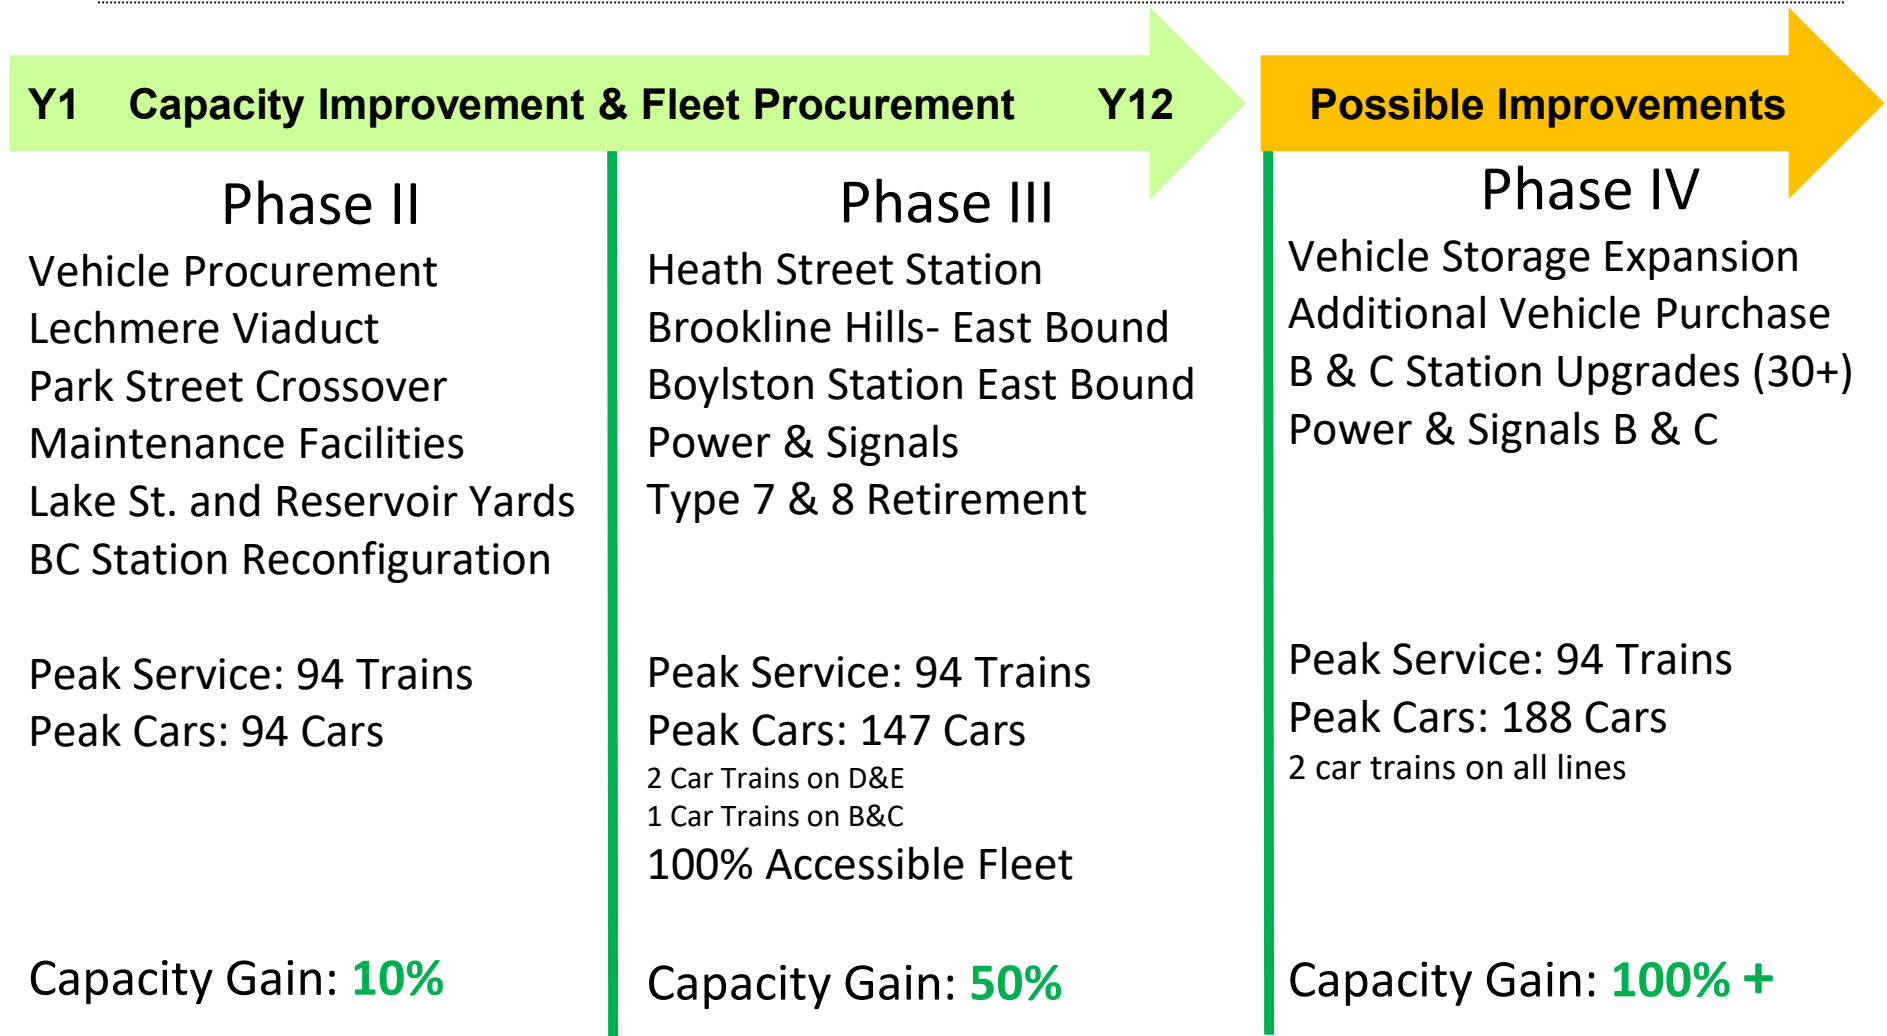 Y1 Capacity Improvement & Fleet Procurement Y12
Possible Improvements
Phase II
Vehicle Procurement
Lechmere Viaduct
Park Street Crossover
Maintenance Facilities
Lake St. and Reservoir Yards
BC Station Reconfiguration
Peak Service: 94 Trains
Peak Cars: 94 Cars
Capacity Gain: 10%
Phase III
Heath Street Station
Brookline Hills- East Bound
Boylston Station East Bound
Power & Signals
Type 7 & 8 Retirement
Peak Service: 94 Trains
Peak Cars: 147 Cars
2 Car Trains on D&E
1 Car Trains on B&C
100% Accessible Fleet
Capacity Gain: 50%
Phase IV
Vehicle Storage Expansion
Additional Vehicle Purchase
B & C Station Upgrades (30+)
Power & Signals B & C
Peak Service: 94 Trains
Peak Cars: 188 Cars
2 car trains on all lines
Capacity Gain: 100% +